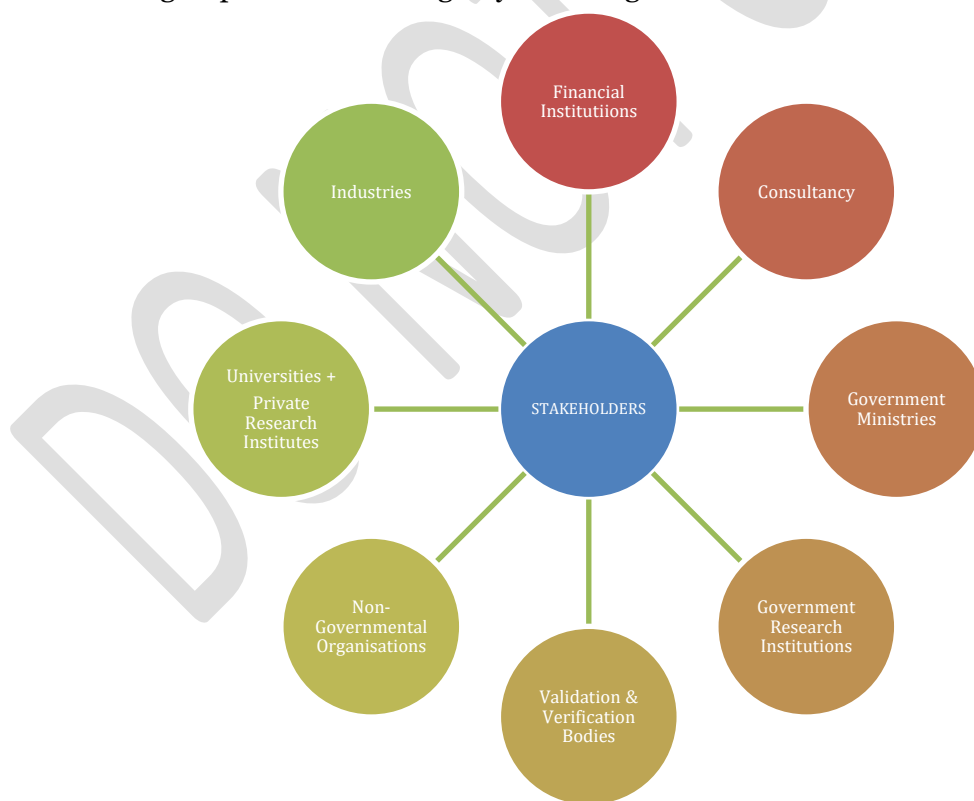 Financial
Institutiions
Industries
Consultancy
Universities +
Private
Research
Institutes
STAKEHOLDERS
Government
Ministries
Non-
Governmental
Organisations
Government
Research
Institutions
Validation &
Verification
Bodies